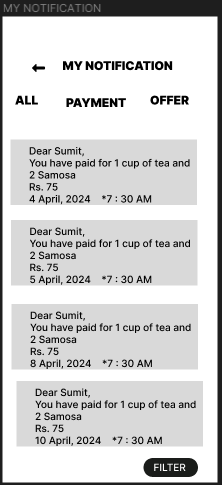 MY NOTIFICATION
← MY NOTIFICATION
ALL PAYMENT OFFER
Dear Sumit,
You have paid for 1 cup of tea and
2 Samosa
Rs. 75
4 April, 2024 *7 : 30 AM
Dear Sumit,
You have paid for 1 cup of tea and
2 Samosa
Rs. 75
5 April, 2024 *7 : 30 AM
Dear Sumit,
You have paid for 1 cup of tea and
2 Samosa
Rs. 75
8 April, 2024 *7 : 30 AM
Dear Sumit,
You have paid for 1 cup of tea and
2 Samosa
Rs. 75
10 April, 2024 *7 : 30 AM
FILTER